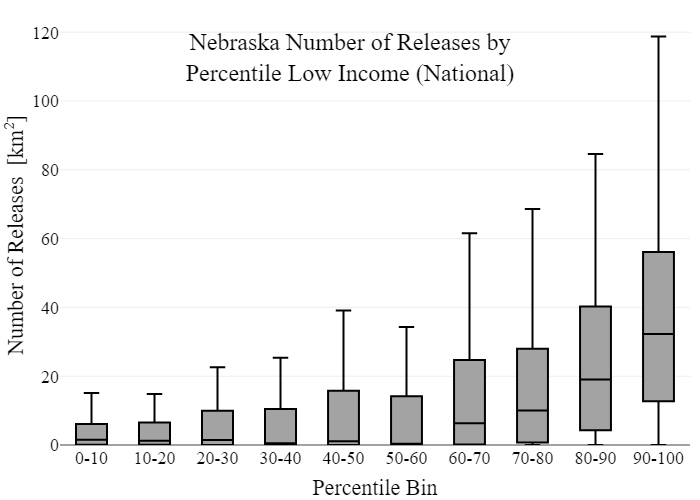 Nebraska Number of Releases by
Percentile Low Income (National)
Number of Releases [km²]
120
100
80
60
40
20
0
0-10 10-20 20-30 30-40 40-50 50-60 60-70 70-80 80-90 90-100
Percentile Bin